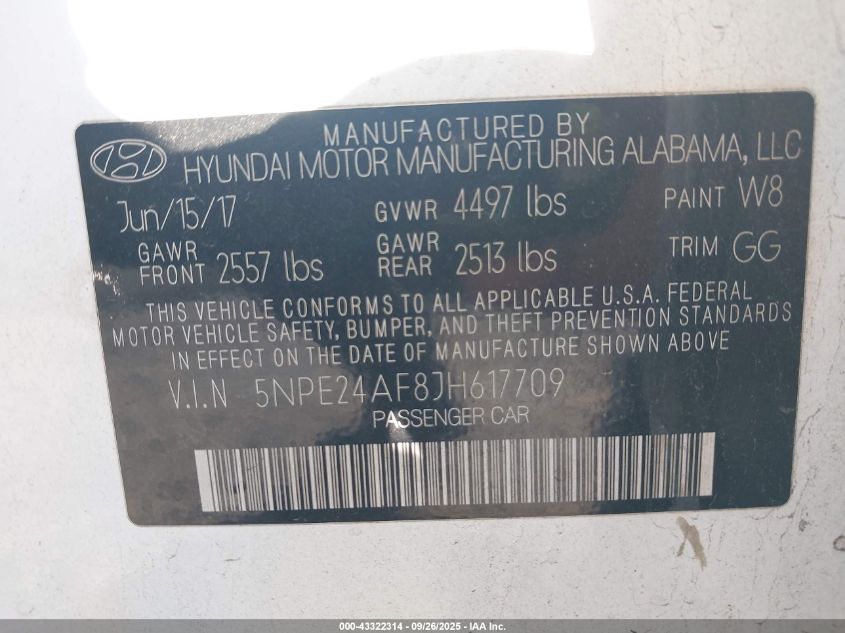 MANUFACTURED BY
HYUNDAI MOTOR MANUFACTURING ALABAMA, LLC
Jun/15/17 GVWR 4497 lbs PAINT W8
GAWR FRONT 2557 lbs GAWR REAR 2513 lbs TRIM GG
THIS VEHICLE CONFORMS TO ALL APPLICABLE U.S.A. FEDERAL
MOTOR VEHICLE SAFETY, BUMPER, AND THEFT PREVENTION STANDARDS
IN EFFECT ON THE DATE OF MANUFACTURE SHOWN ABOVE
V.I.N 5NPE24AF8JH617709
PASSENGER CAR
000-43322314 - 09/26/2025 - IAA Inc.